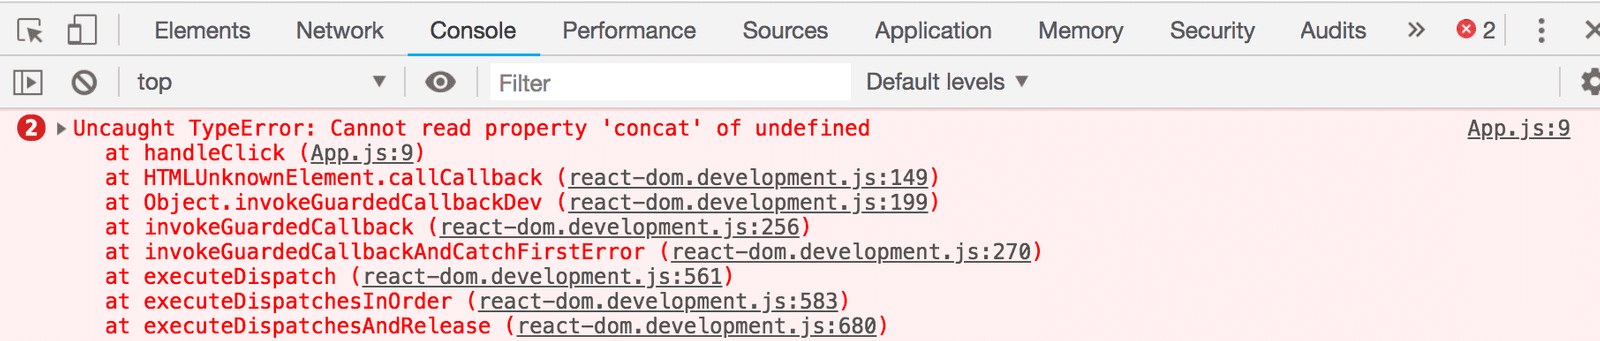 Elements Network Console Performance Sources Application Memory Security Audits » 2
top Filter Default levels
2 Uncaught TypeError: Cannot read property 'concat' of undefined App.js:9
at handleClick (App.js:9)
at HTMLUnknownElement.callCallback (react-dom.development.js:149)
at Object.invokeGuardedCallbackDev (react-dom.development.js:199)
at invokeGuardedCallback (react-dom.development.js:256)
at invokeGuardedCallbackAndCatchFirstError (react-dom.development.js:270)
at executeDispatch (react-dom.development.js:561)
at executeDispatchesInOrder (react-dom.development.js:583)
at executeDispatchesAndRelease (react-dom.development.js:680)